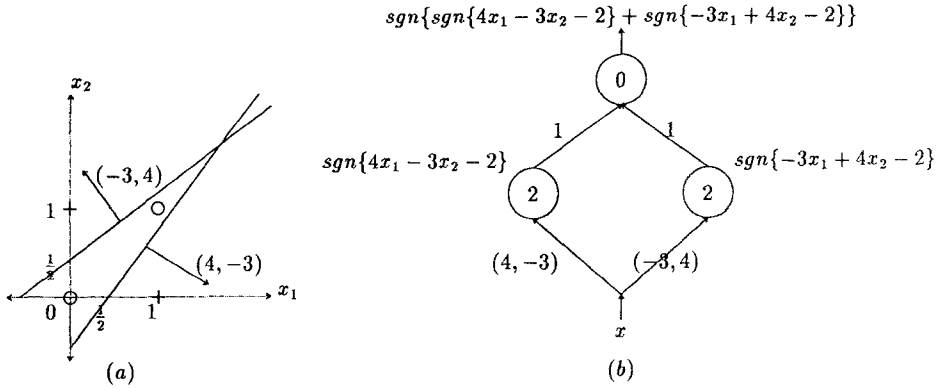 sgn{sgn{4x₁ − 3x₂ − 2} + sgn{−3x₁ + 4x₂ − 2}}
0
x₂
1
1
sgn{4x₁ − 3x₂ − 2}
sgn{−3x₁ + 4x₂ − 2}
(−3, 4)
2
2
1
1/2
(4, −3)
(4, −3)
(−3, 4)
x₁
0
1/2
1
x
(a)
(b)